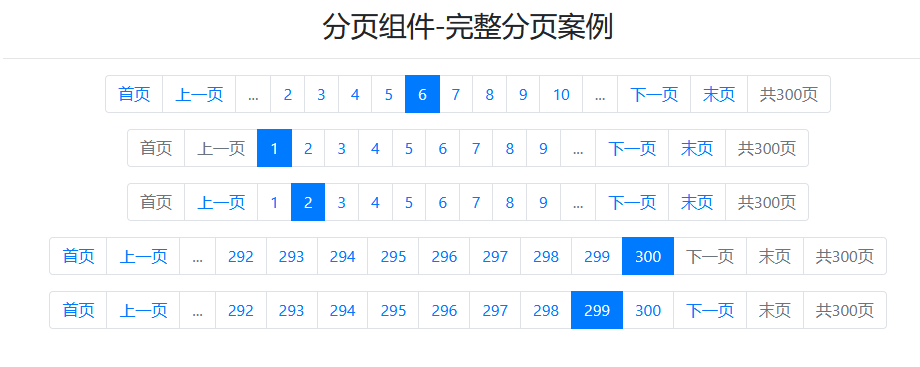 分页组件-完整分页案例
首页 上一页 ... 2 3 4 5 6 7 8 9 10 ... 下一页 末页 共300页
首页 上一页 1 2 3 4 5 6 7 8 9 ... 下一页 末页 共300页
首页 上一页 1 2 3 4 5 6 7 8 9 ... 下一页 末页 共300页
首页 上一页 ... 292 293 294 295 296 297 298 299 300 下一页 末页 共300页
首页 上一页 ... 292 293 294 295 296 297 298 299 300 下一页 末页 共300页